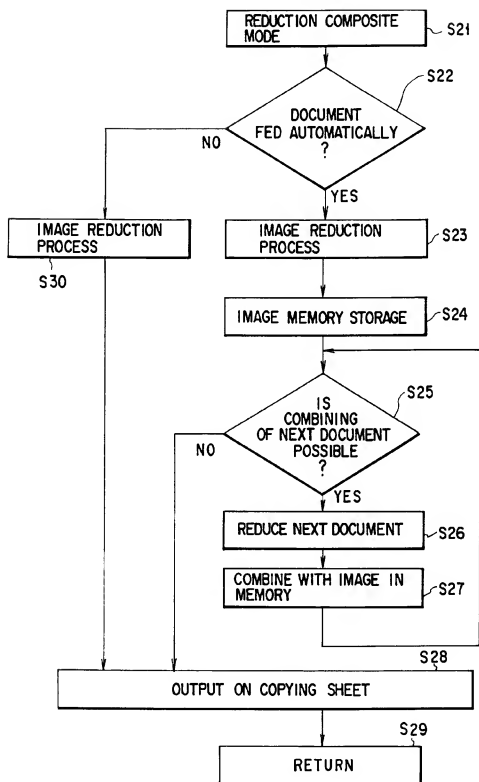 REDUCTION COMPOSITE
MODE
S21
S22
DOCUMENT
FED AUTOMATICALLY
?
NO
YES
IMAGE REDUCTION
PROCESS
S30
IMAGE REDUCTION
PROCESS
S23
IMAGE MEMORY STORAGE
S24
S25
IS
COMBINING
OF NEXT DOCUMENT
POSSIBLE
?
NO
YES
REDUCE NEXT DOCUMENT
S26
COMBINE WITH IMAGE IN
MEMORY
S27
S28
OUTPUT ON COPYING SHEET
S29
RETURN